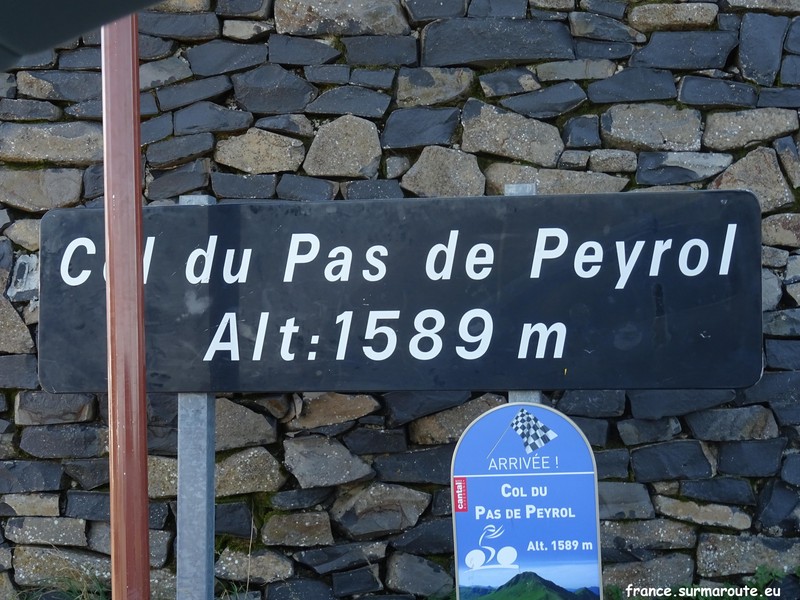 Col du Pas de Peyrol
Alt: 1589 m
ARRIVÉE !
cantal
COL DU
PAS DE PEYROL
Alt. 1589 m
france.surmaroute.eu